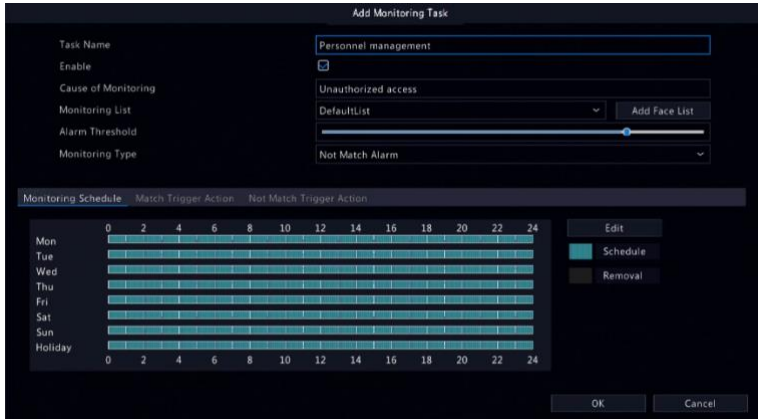 Add Monitoring Task
Task Name Personnel management
Enable
Cause of Monitoring Unauthorized access
Monitoring List DefaultList Add Face List
Alarm Threshold
Monitoring Type Not Match Alarm
Monitoring Schedule Match Trigger Action Not Match Trigger Action
0 2 4 6 8 10 12 14 16 18 20 22 24 Edit
Mon
Tue Schedule
Wed
Thu Removal
Fri
Sat
Sun
Holiday
0 2 4 6 8 10 12 14 16 18 20 22 24
OK Cancel